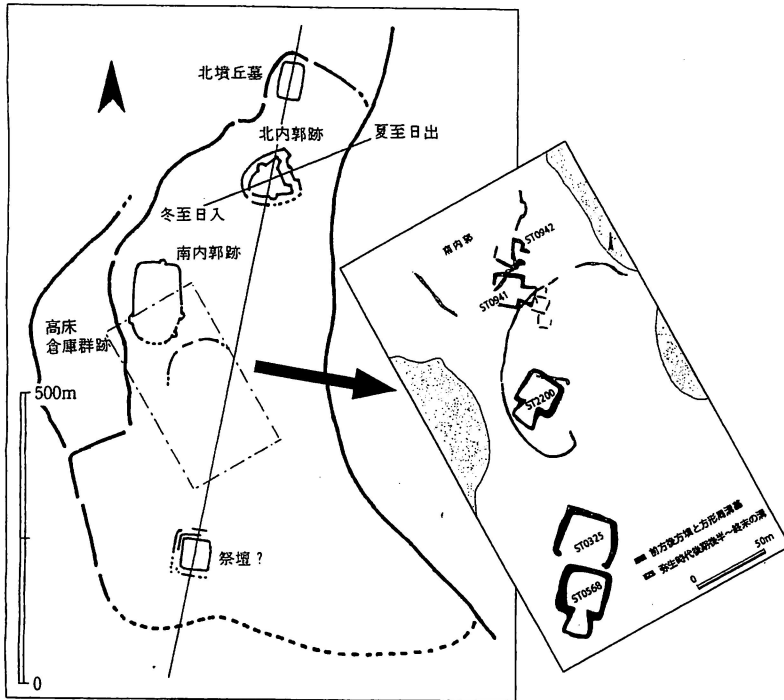 北墳丘墓
北内郭跡
夏至日出
冬至日入
南内郭跡
高床
倉庫群跡
500m
0
祭壇？
南内郭
ST0942
ST0941
ST2200
ST0325
ST0568
前方後方墳と方形周溝墓
弥生時代後期後半～終末の溝
0
50m